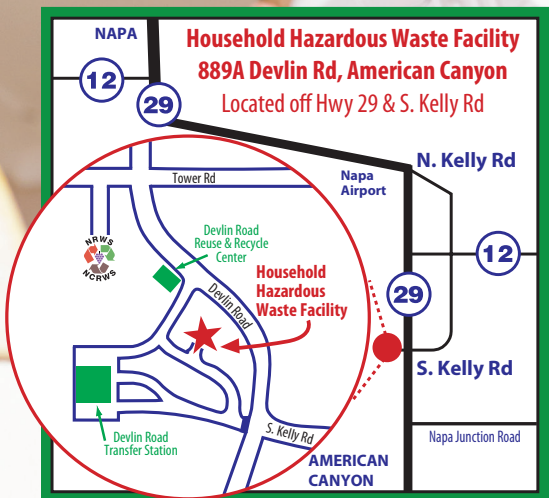 NAPA
Household Hazardous Waste Facility
889A Devlin Rd, American Canyon
Located off Hwy 29 & S. Kelly Rd
12
29
N. Kelly Rd
Napa
Airport
Tower Rd
NRWS
NCRWS
Devlin Road
Reuse & Recycle
Center
Household
Hazardous
Waste Facility
Devlin Road
12
29
S. Kelly Rd
Devlin Road
Transfer Station
S. Kelly Rd
AMERICAN
CANYON
Napa Junction Road